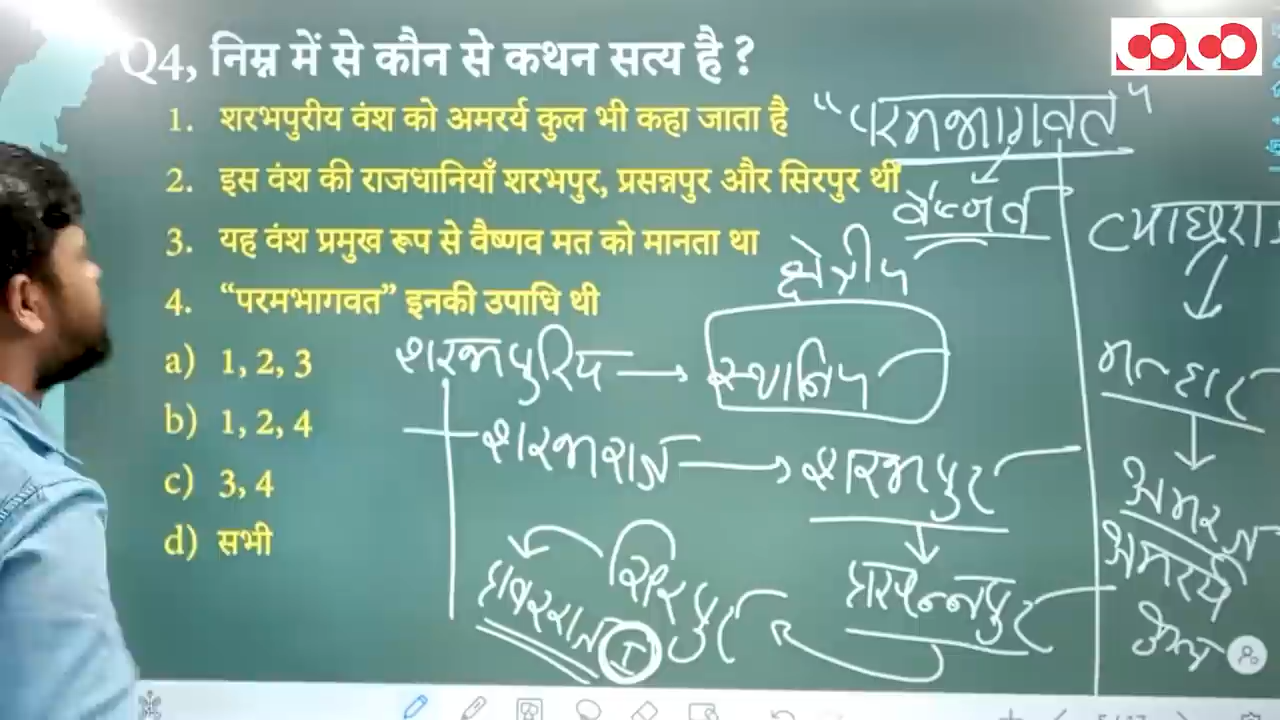 Q4, निम्न में से कौन से कथन सत्य है ?
1. शरभपुरीय वंश को अमरर्य कुल भी कहा जाता है
2. इस वंश की राजधानियाँ शरभपुर, प्रसन्नपुर और सिरपुर थीं
3. यह वंश प्रमुख रूप से वैष्णव मत को मानता था
4. “परमभागवत” इनकी उपाधि थी
a) 1, 2, 3
b) 1, 2, 4
c) 3, 4
d) सभी
“परमभागवत”
वैष्णव
क्षेत्रीय
शरभपुरिय → स्थानिय
शरभराज → शरभपुर
प्रसन्नपुर
सिरपुर
प्रवरराज I
मल्हार
अमरार्य